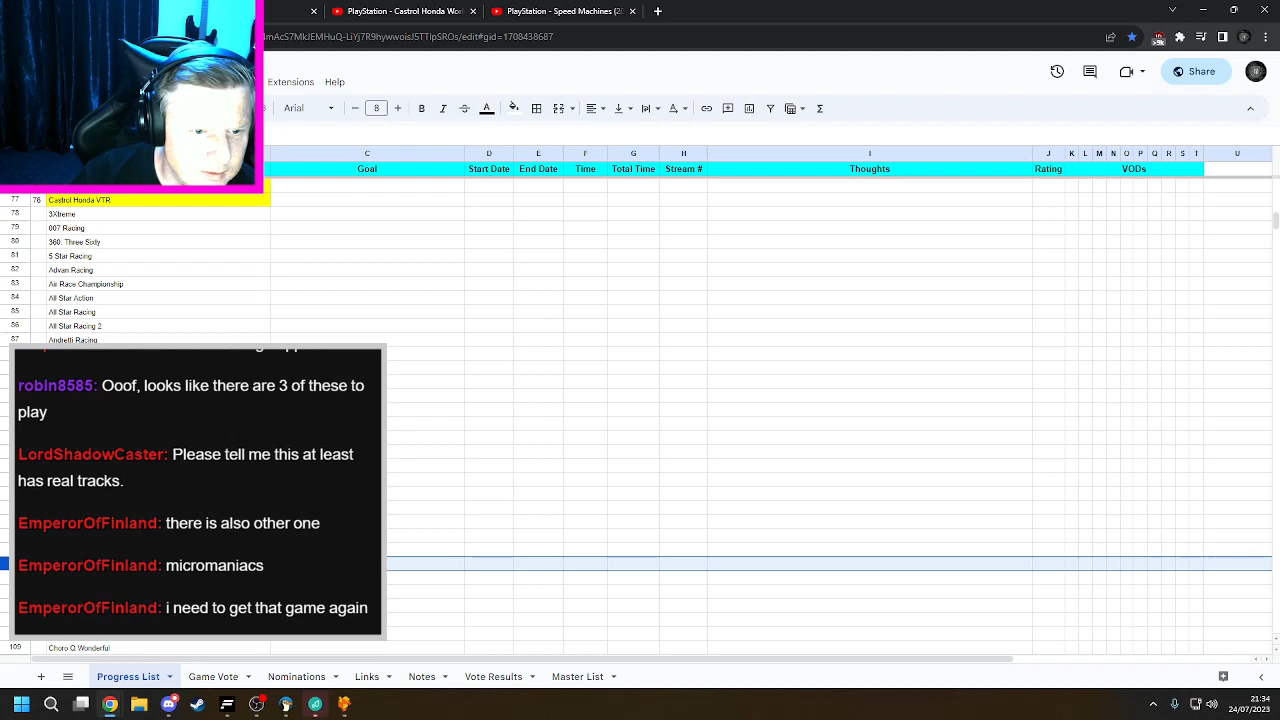 PlayStation - Castrol Honda Wor
PlayStation - Speed Machines (2
mAcS7MkJEMHuQ-LIYj7R9hywwoisJ5TTlpSROs/edit#gid=1708438687
Extensions Help
Share
Arial 8
C D E F G H I J K L M N O P Q R S T U
Goal Start Date End Date Time Total Time Stream # Thoughts Rating VODs
77 76 Castrol Honda VTR
78 3Xtreme
79 007 Racing
80 360: Three Sixty
81 5 Star Racing
82 Advan Racing
83 Air Race Championship
84 All Star Action
85 All Star Racing
86 All Star Racing 2
87 Andretti Racing
robin8585: Ooof, looks like there are 3 of these to
play
LordShadowCaster: Please tell me this at least
has real tracks.
EmperorOfFinland: there is also other one
EmperorOfFinland: micromaniacs
EmperorOfFinland: i need to get that game again
109 Choro Q Wonderful
Progress List Game Vote Nominations Links Notes Vote Results Master List
21:34
24/07/2023